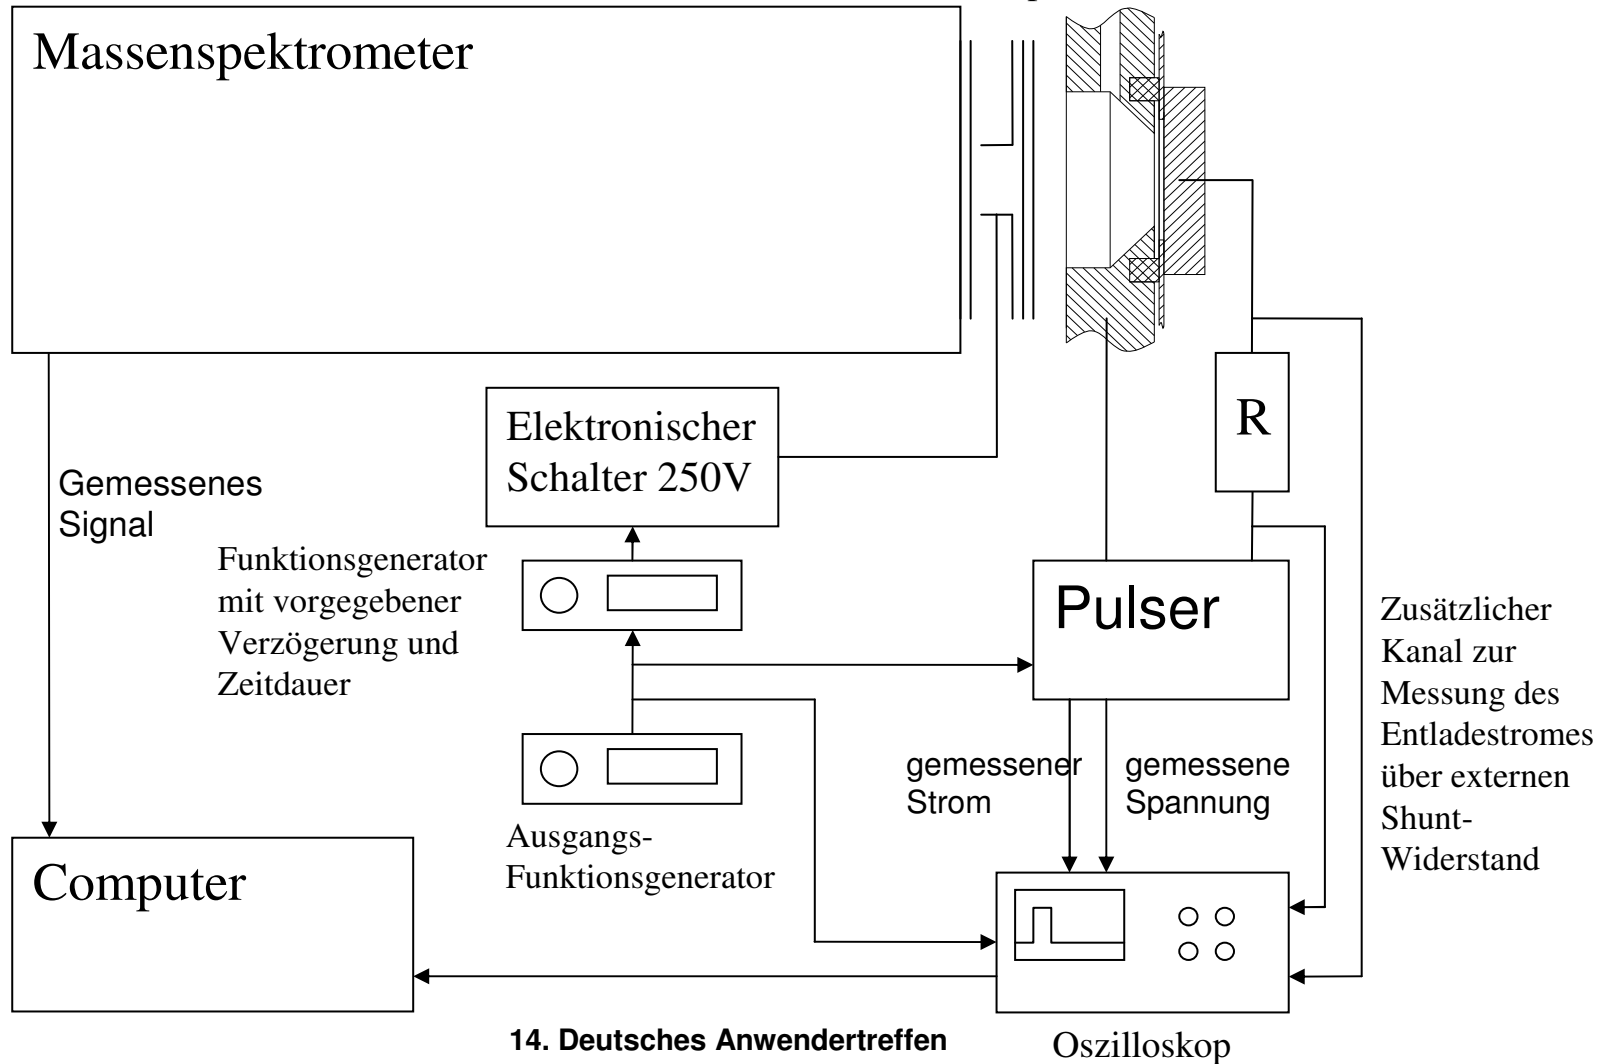 Massenspektrometer
Elektronischer
Schalter 250V
R
Gemessenes
Signal
Funktionsgenerator
mit vorgegebener
Verzögerung und
Zeitdauer
Pulser
Zusätzlicher
Kanal zur
Messung des
Entladestromes
über externen
Shunt-
Widerstand
gemessener
Strom
gemessene
Spannung
Ausgangs-
Funktionsgenerator
Computer
14. Deutsches Anwendertreffen
Oszilloskop